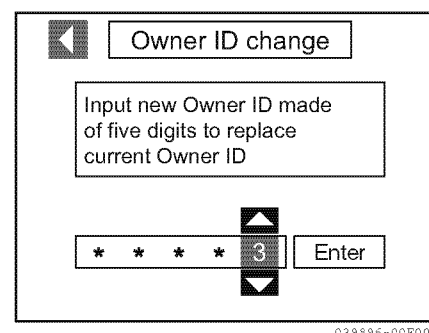 Owner ID change
Input new Owner ID made
of five digits to replace
current Owner ID
* * * * 3 Enter